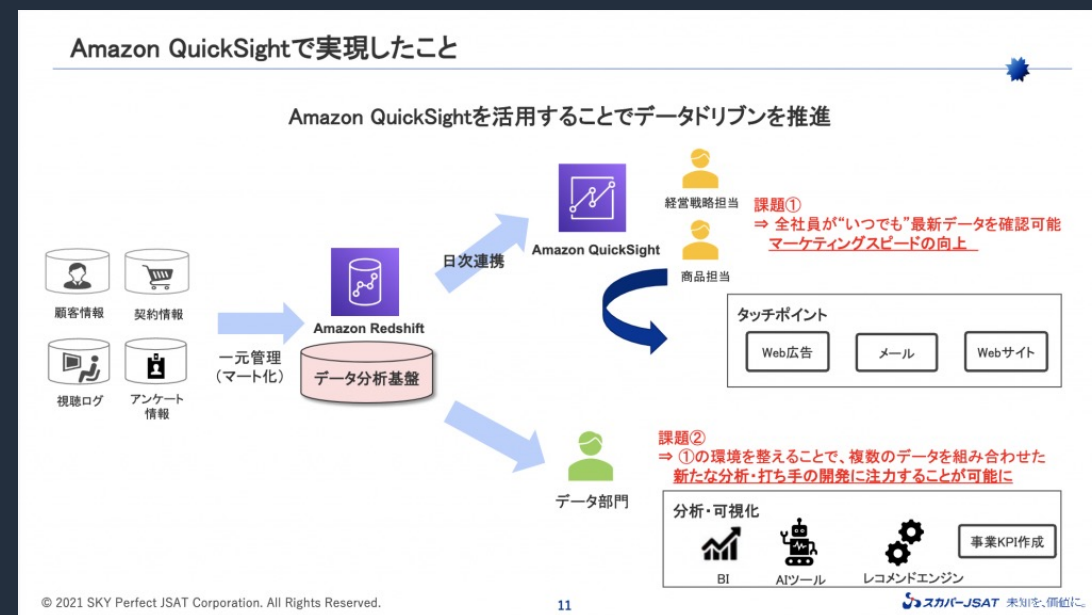 Amazon QuickSightで実現したこと
Amazon QuickSightを活用することでデータドリブンを推進
顧客情報
契約情報
視聴ログ
アンケート
情報
一元管理
(マート化)
Amazon Redshift
データ分析基盤
日次連携
Amazon QuickSight
経営戦略担当
商品担当
課題①
⇒ 全社員が“いつでも”最新データを確認可能
マーケティングスピードの向上
タッチポイント
Web広告
メール
Webサイト
データ部門
課題②
⇒ ①の環境を整えることで、複数のデータを組み合わせた
新たな分析・打ち手の開発に注力することが可能に
分析・可視化
BI
AIツール
レコメンドエンジン
事業KPI作成
© 2021 SKY Perfect JSAT Corporation. All Rights Reserved.
11
スカパーJSAT 未知を、価値に。